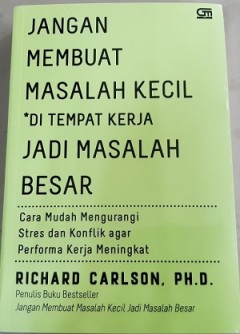 GM
JANGAN
MEMBUAT
MASALAH KECIL
*DI TEMPAT KERJA
JADI MASALAH
BESAR
Cara Mudah Mengurangi
Stres dan Konflik agar
Performa Kerja Meningkat
RICHARD CARLSON, PH.D.
Penulis Buku Bestseller
Jangan Membuat Masalah Kecil Jadi Masalah Besar